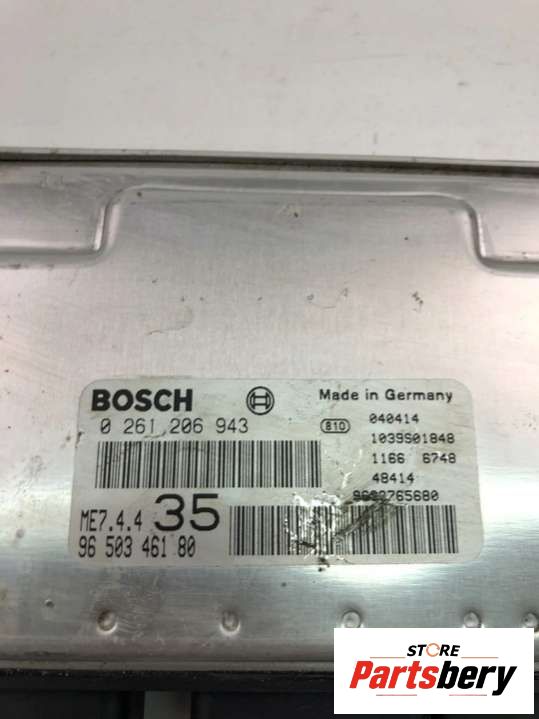 BOSCH
Made in Germany
0 261 206 943
810
040414
1039S01848
1166 6748
48414
ME7.4.4
35
96 503 461 80
STORE
Partsbery